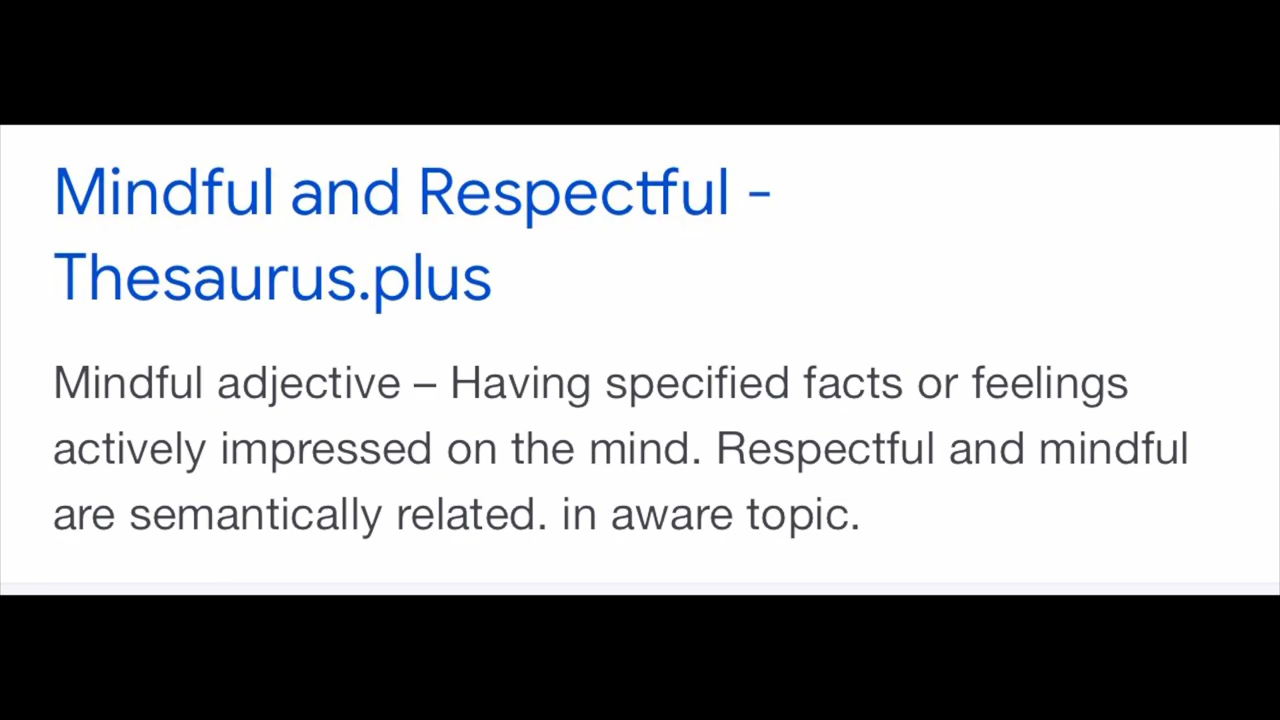 Mindful and Respectful -
Thesaurus.plus
Mindful adjective – Having specified facts or feelings
actively impressed on the mind. Respectful and mindful
are semantically related. in aware topic.